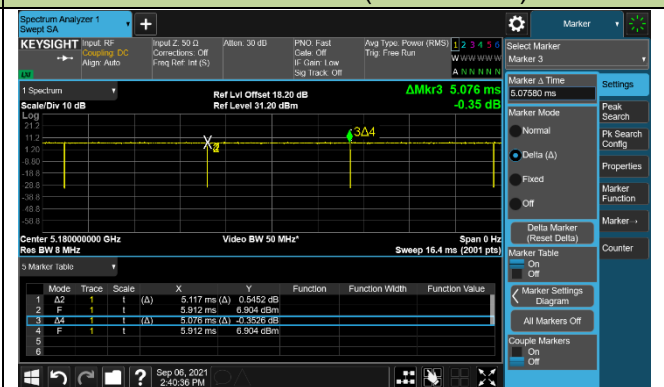 Spectrum Analyzer 1
Swept SA
+
Marker
KEYSIGHT
Input: RF
Coupling: DC
Align: Auto
Input Z: 50 Ω
Corrections: Off
Freq Ref: Int (S)
Atten: 30 dB
PNO: Fast
Gate: Off
IF Gain: Low
Sig Track: Off
Avg Type: Power (RMS)
Trig: Free Run
1 2 3 4 5 6
W W W W W W
A N N N N N
LU
Select Marker
Marker 3
Marker Δ Time
5.07580 ms
Settings
1 Spectrum
Scale/Div 10 dB
Ref Lvl Offset 18.20 dB
Ref Level 31.20 dBm
ΔMkr3 5.076 ms
-0.35 dB
Log
21.2
11.2
1.20
-8.80
-18.8
-28.8
-38.8
-48.8
-58.8
3Δ4
Marker Mode
Normal
Delta (Δ)
Fixed
Off
Delta Marker
(Reset Delta)
Peak
Search
Pk Search
Config
Properties
Marker
Function
Marker→
Counter
Center 5.180000000 GHz
Res BW 8 MHz
Video BW 50 MHz*
Span 0 Hz
Sweep 16.4 ms (2001 pts)
Marker Table
On
Off
Marker Settings
Diagram
All Markers Off
Couple Markers
On
Off
5 Marker Table
Mode Trace Scale X Y Function Function Width Function Value
1 Δ2 1 t (Δ) 5.117 ms (Δ) 0.5452 dB
2 F 1 t 5.912 ms 6.904 dBm
3 Δ4 1 t (Δ) 5.076 ms (Δ) -0.3526 dB
4 F 1 t 5.912 ms 6.904 dBm
5
6
?
Sep 06, 2021
2:40:36 PM